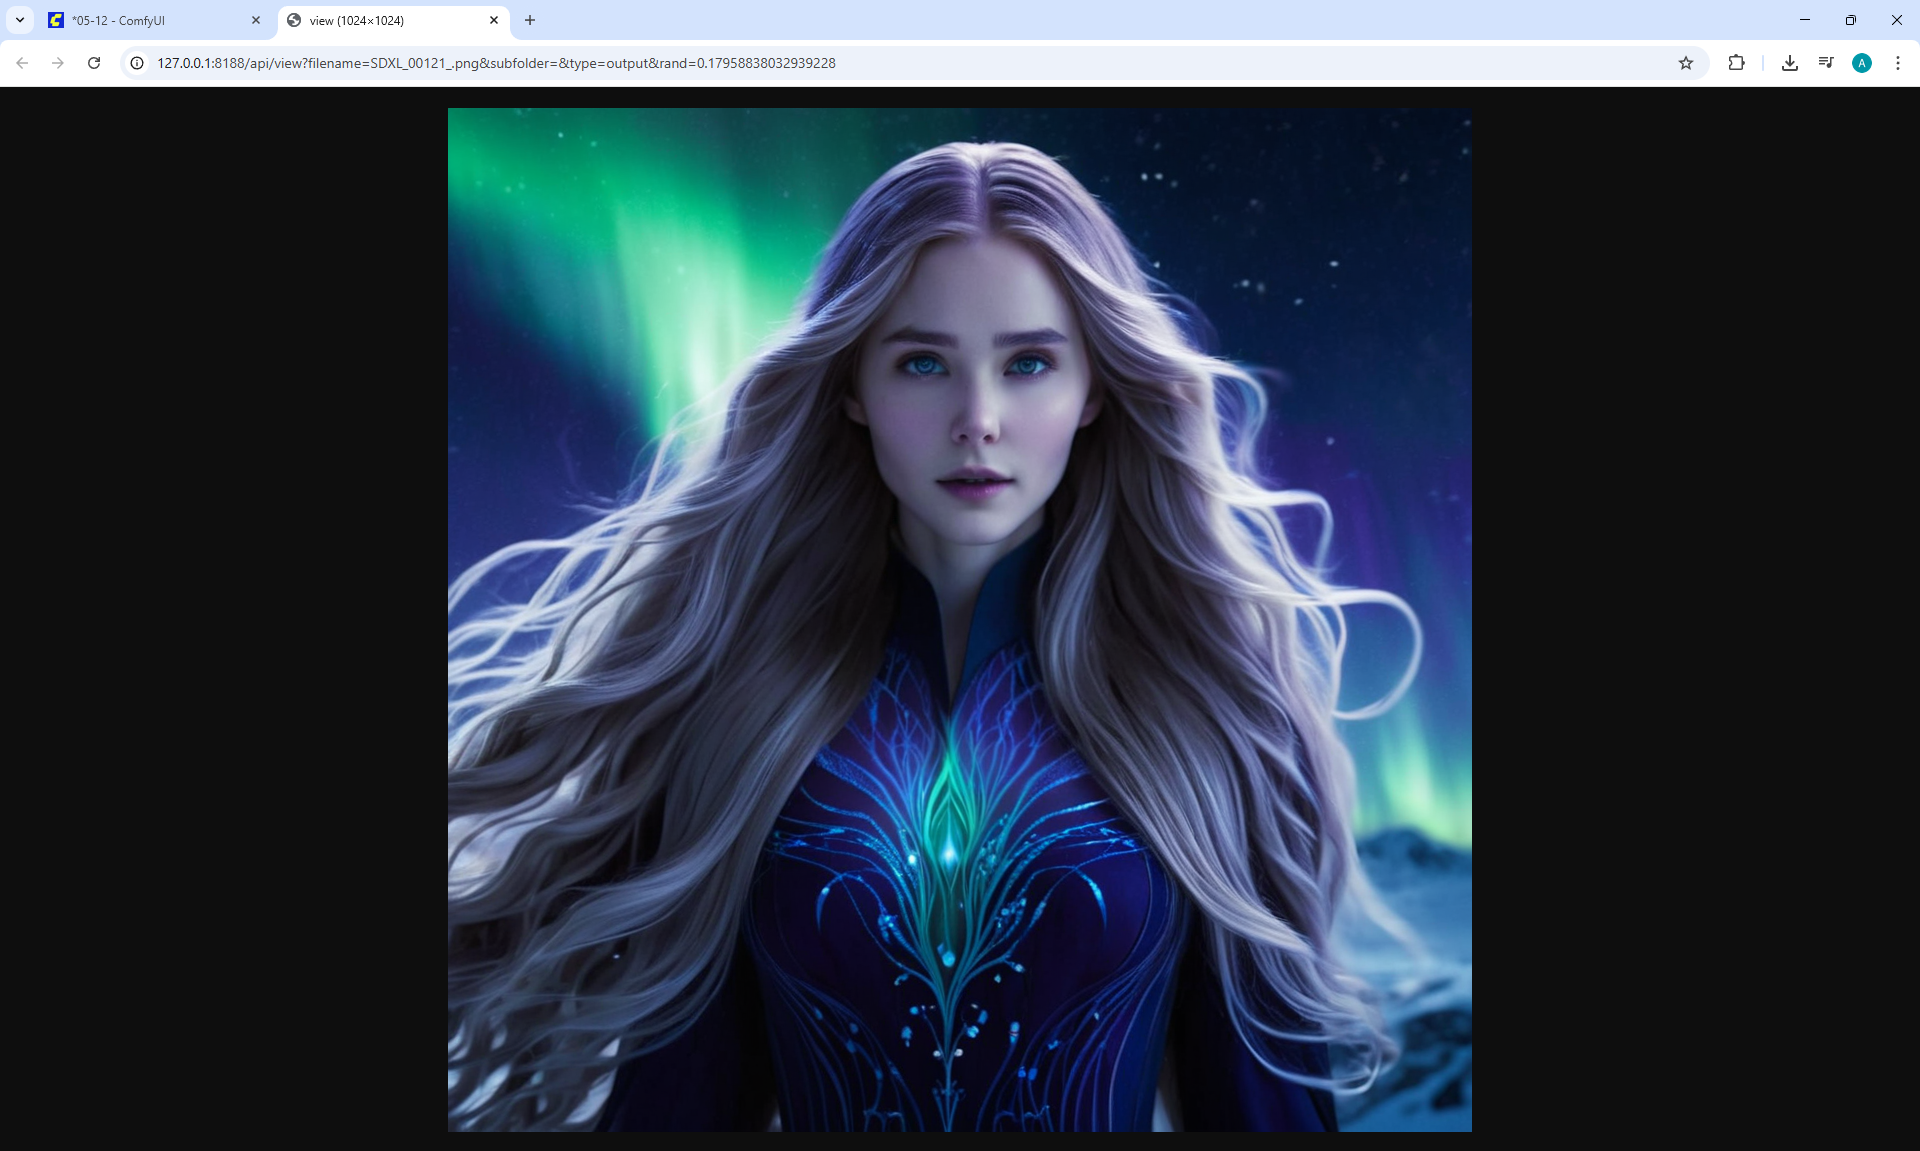 *05-12 - ComfyUI
view (1024×1024)
127.0.0.1:8188/api/view?filename=SDXL_00121_.png&subfolder=&type=output&rand=0.17958838032939228
A